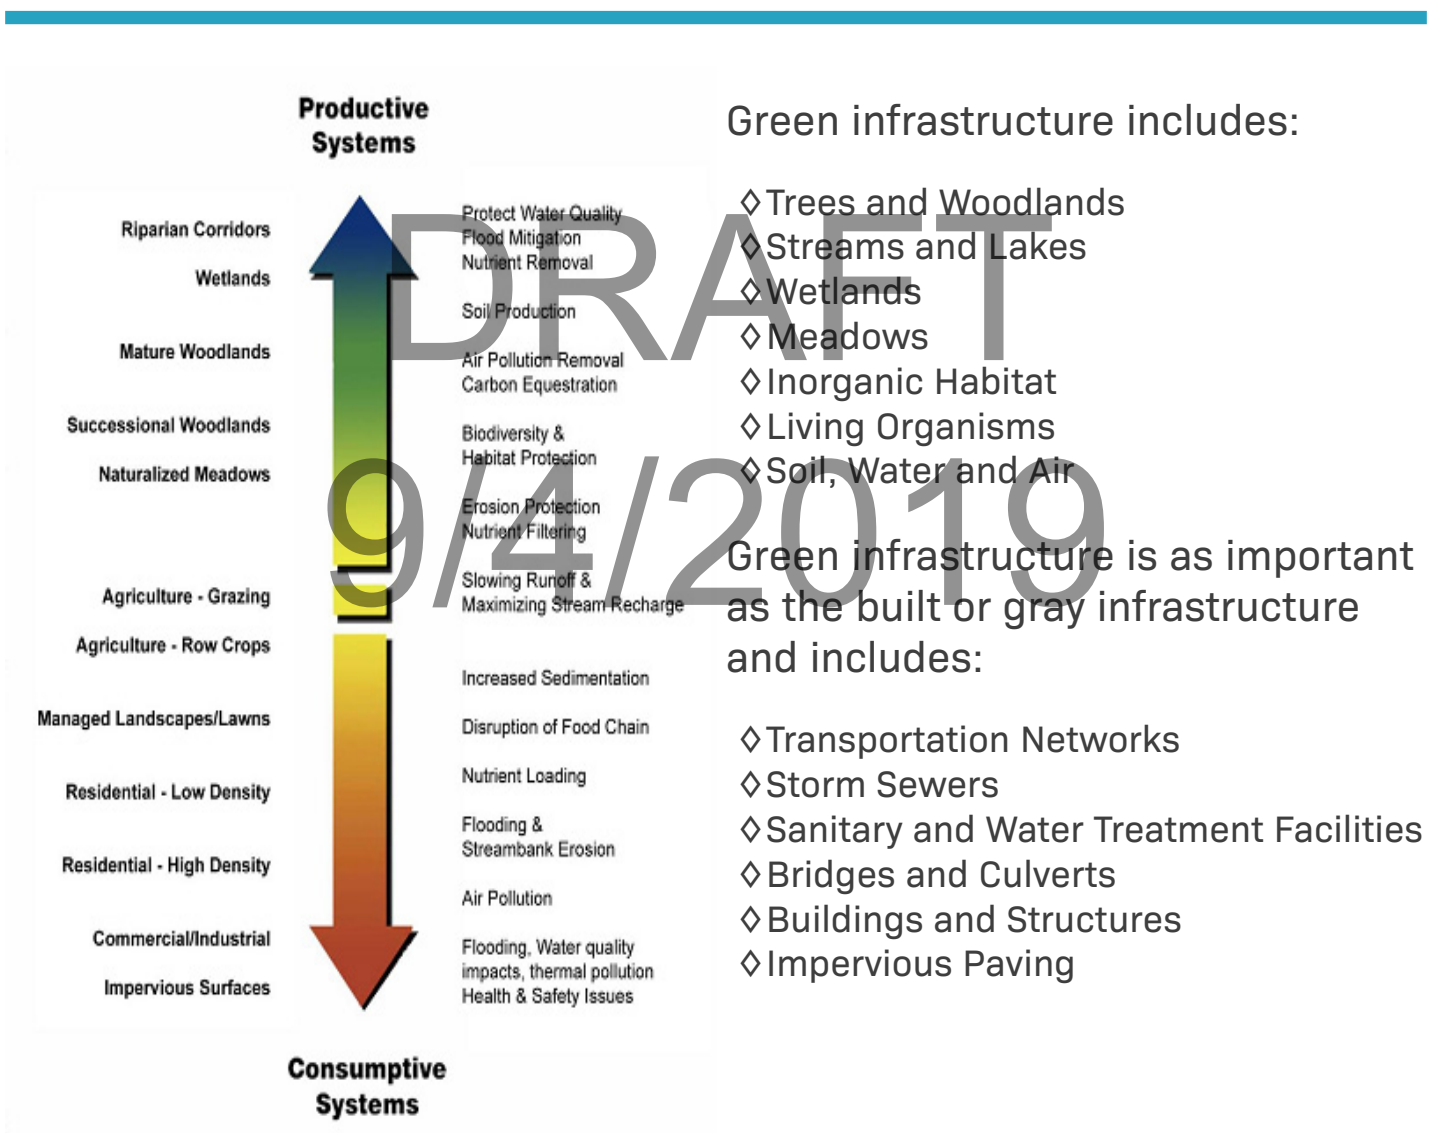 Productive
Systems
Riparian Corridors
Wetlands
Mature Woodlands
Successional Woodlands
Naturalized Meadows
Agriculture - Grazing
Agriculture - Row Crops
Managed Landscapes/Lawns
Residential - Low Density
Residential - High Density
Commercial/Industrial
Impervious Surfaces
Protect Water Quality
Flood Mitigation
Nutrient Removal
Soil Production
Air Pollution Removal
Carbon Equestration
Biodiversity &
Habitat Protection
Erosion Protection
Nutrient Filtering
Slowing Runoff &
Maximizing Stream Recharge
Increased Sedimentation
Disruption of Food Chain
Nutrient Loading
Flooding &
Streambank Erosion
Air Pollution
Flooding, Water quality
impacts, thermal pollution
Health & Safety Issues
Consumptive
Systems
Green infrastructure includes:
◊Trees and Woodlands
◊Streams and Lakes
◊Wetlands
◊Meadows
◊Inorganic Habitat
◊Living Organisms
◊Soil, Water and Air
Green infrastructure is as important
as the built or gray infrastructure
and includes:
◊Transportation Networks
◊Storm Sewers
◊Sanitary and Water Treatment Facilities
◊Bridges and Culverts
◊Buildings and Structures
◊Impervious Paving
DRAFT
9/4/2019